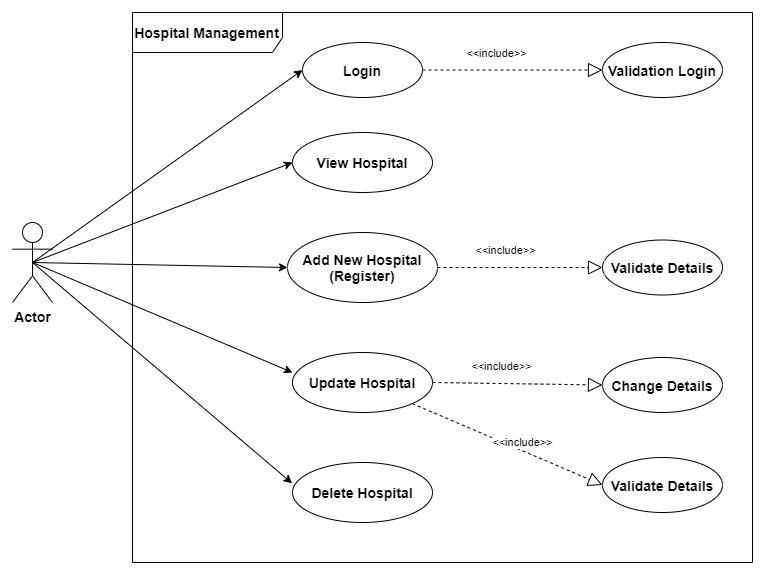 Hospital Management
Login
<<include>>
Validation Login
View Hospital
Add New Hospital
(Register)
<<include>>
Validate Details
Actor
Update Hospital
<<include>>
Change Details
<<include>>
Validate Details
Delete Hospital